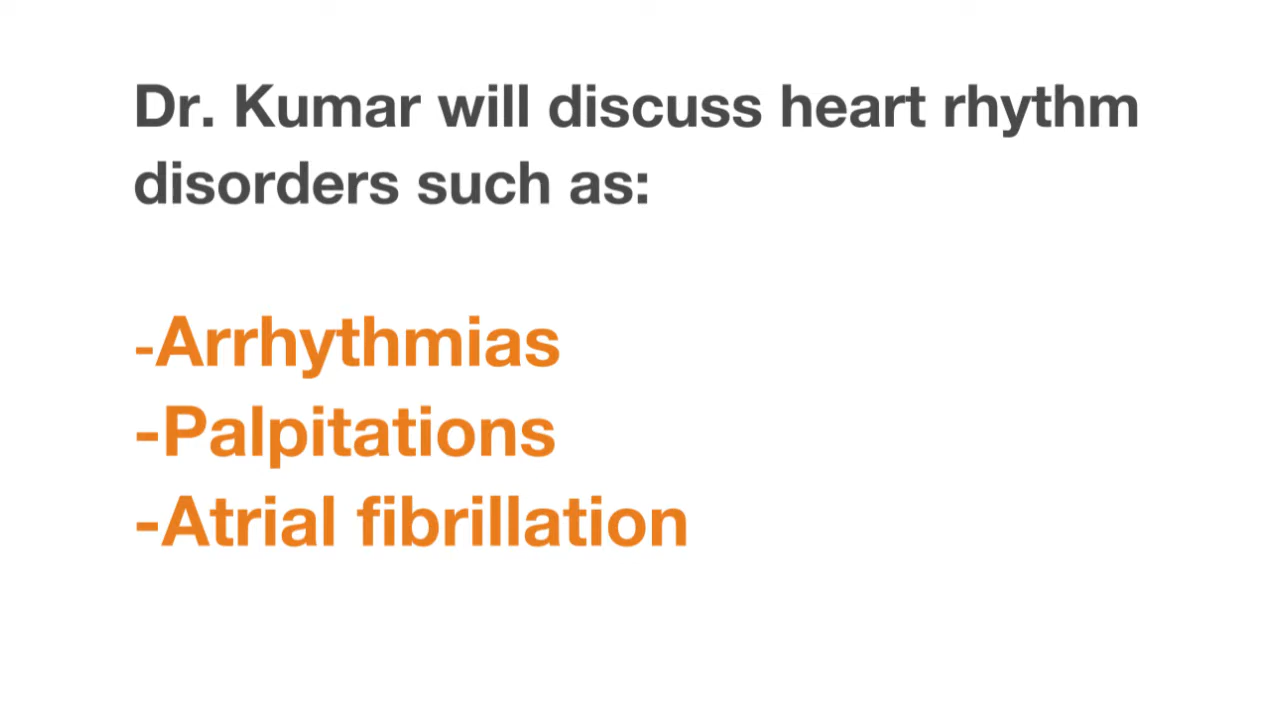 Dr. Kumar will discuss heart rhythm
disorders such as:
-Arrhythmias
-Palpitations
-Atrial fibrillation